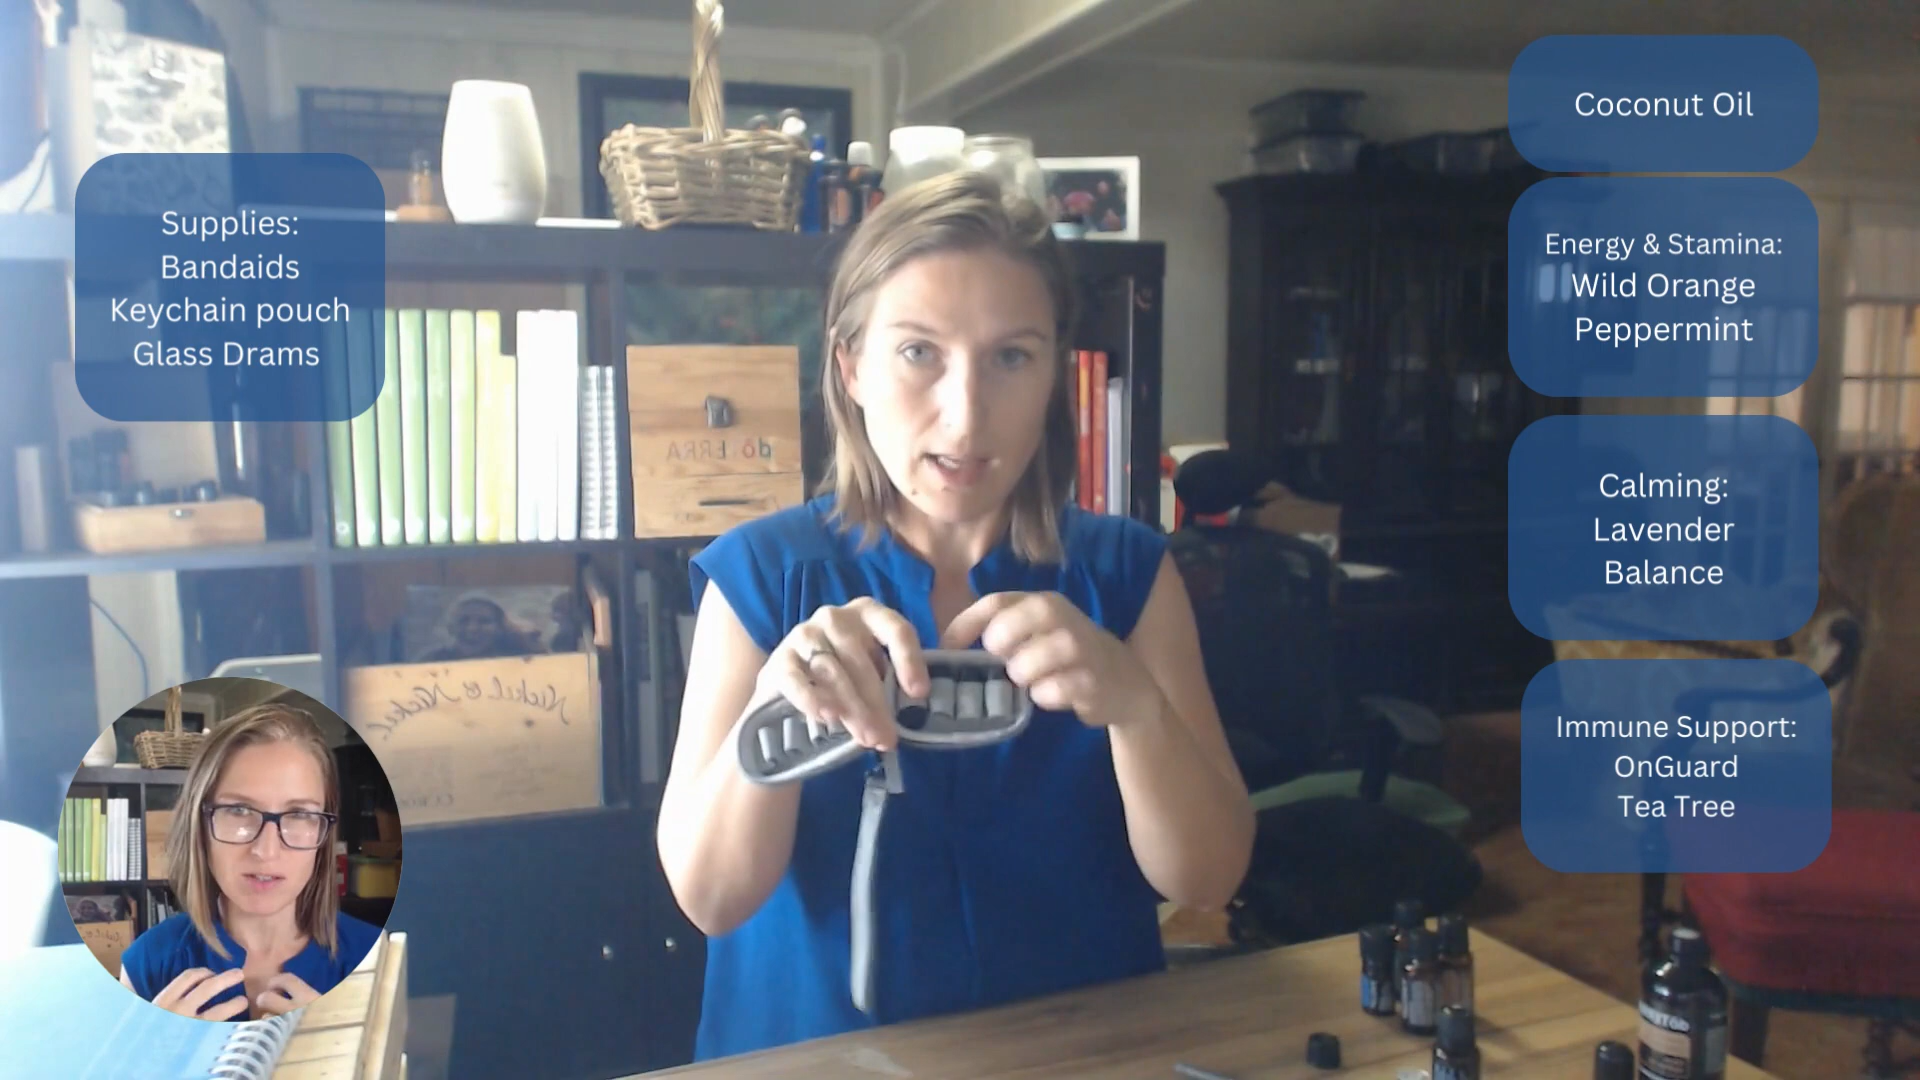 Supplies:
Bandaids
Keychain pouch
Glass Drams
Coconut Oil
Energy & Stamina:
Wild Orange
Peppermint
Calming:
Lavender
Balance
Immune Support:
OnGuard
Tea Tree
dōTERRA